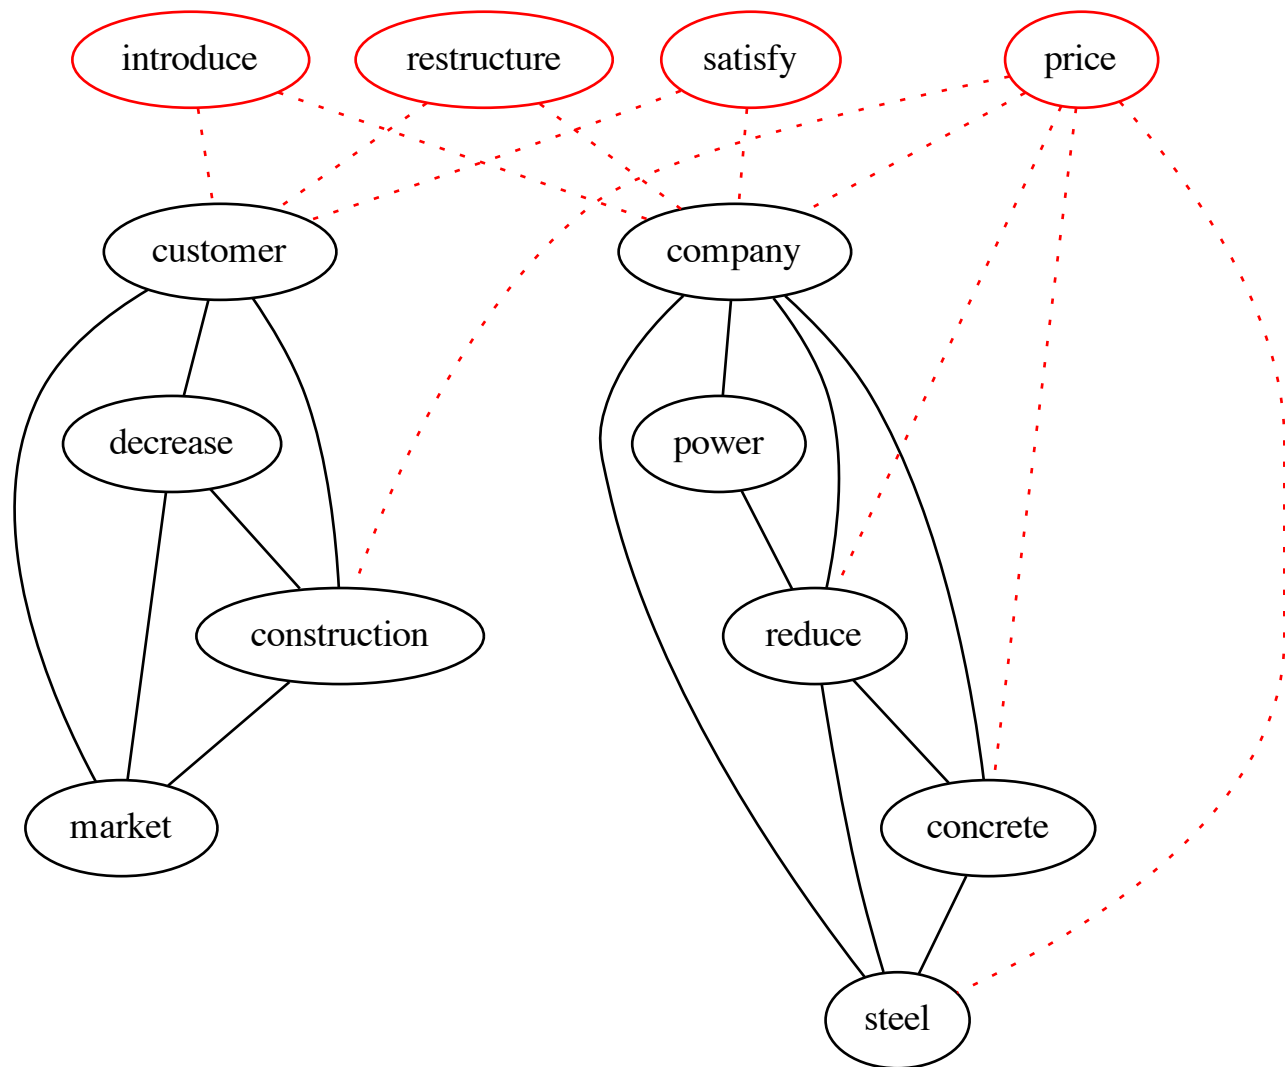 introduce
restructure
satisfy
price
customer
company
decrease
power
construction
reduce
market
concrete
steel